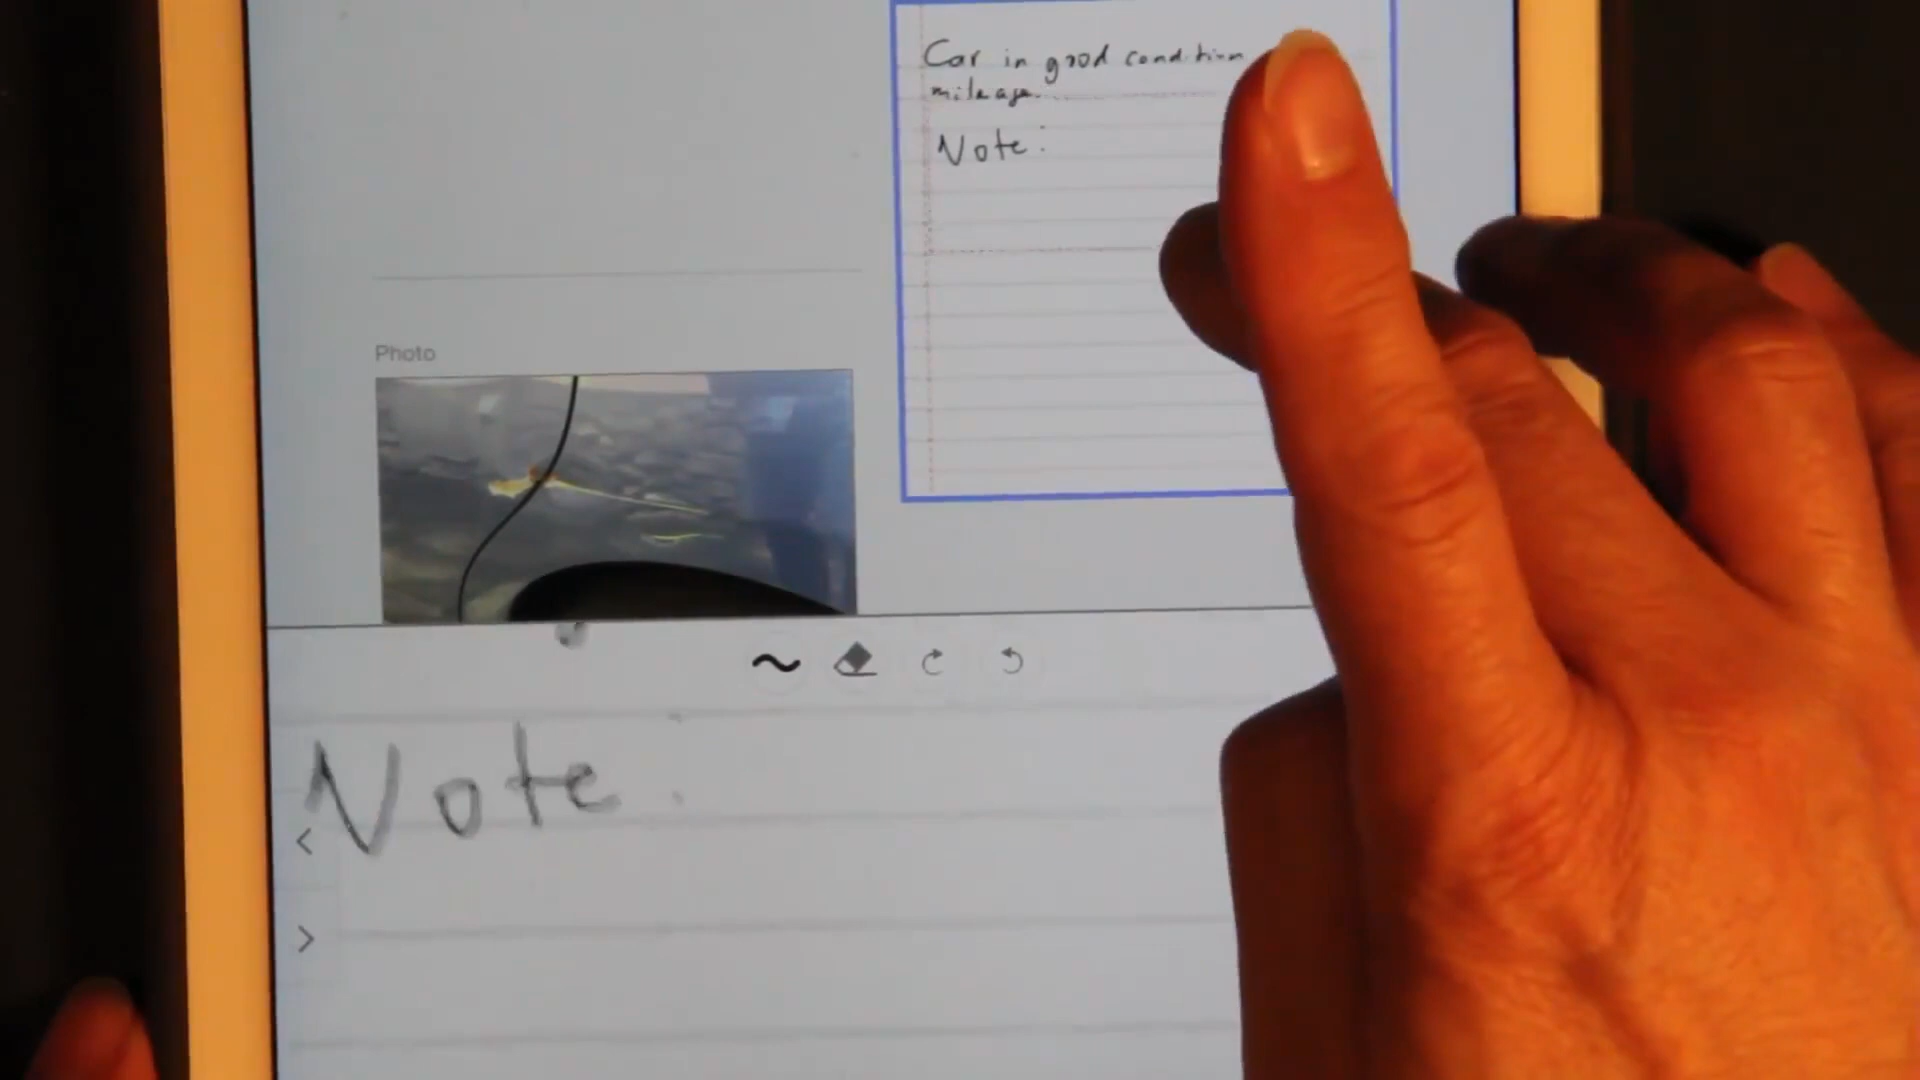 Car in good condition
mileage.
Note:
Photo
Note: